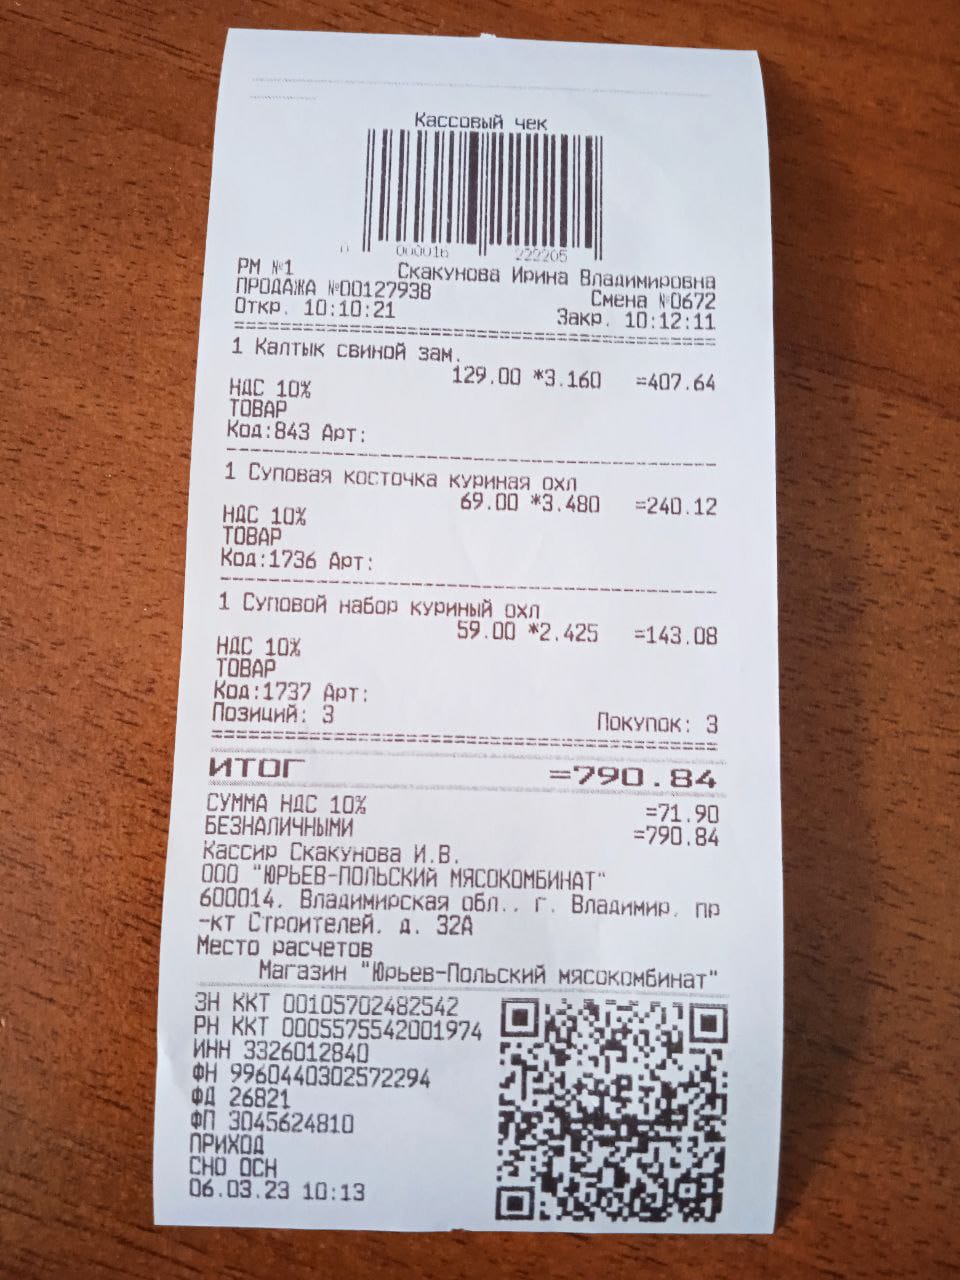 Кассовый чек
0 000016 222205
РМ №1 Скакунова Ирина Владимировна
ПРОДАЖА №00127938 Смена №0672
Откр. 10:10:21 Закр. 10:12:11
1 Калтык свиной зам.
129.00 *3.160 =407.64
НДС 10%
ТОВАР
Код:843 Арт:
1 Суповая косточка куриная охл
69.00 *3.480 =240.12
НДС 10%
ТОВАР
Код:1736 Арт:
1 Суповой набор куриный охл
59.00 *2.425 =143.08
НДС 10%
ТОВАР
Код:1737 Арт:
Позиций: 3 Покупок: 3
ИТОГ =790.84
СУММА НДС 10% =71.90
БЕЗНАЛИЧНЫМИ =790.84
Кассир Скакунова И.В.
ООО "ЮРЬЕВ-ПОЛЬСКИЙ МЯСОКОМБИНАТ"
600014, Владимирская обл., г. Владимир, пр
-кт Строителей, д. 32А
Место расчетов
Магазин "Юрьев-Польский мясокомбинат"
ЗН ККТ 00105702482542
РН ККТ 0005575542001974
ИНН 3326012840
ФН 9960440302572294
ФД 26821
ФП 3045624810
ПРИХОД
СНО ОСН
06.03.23 10:13